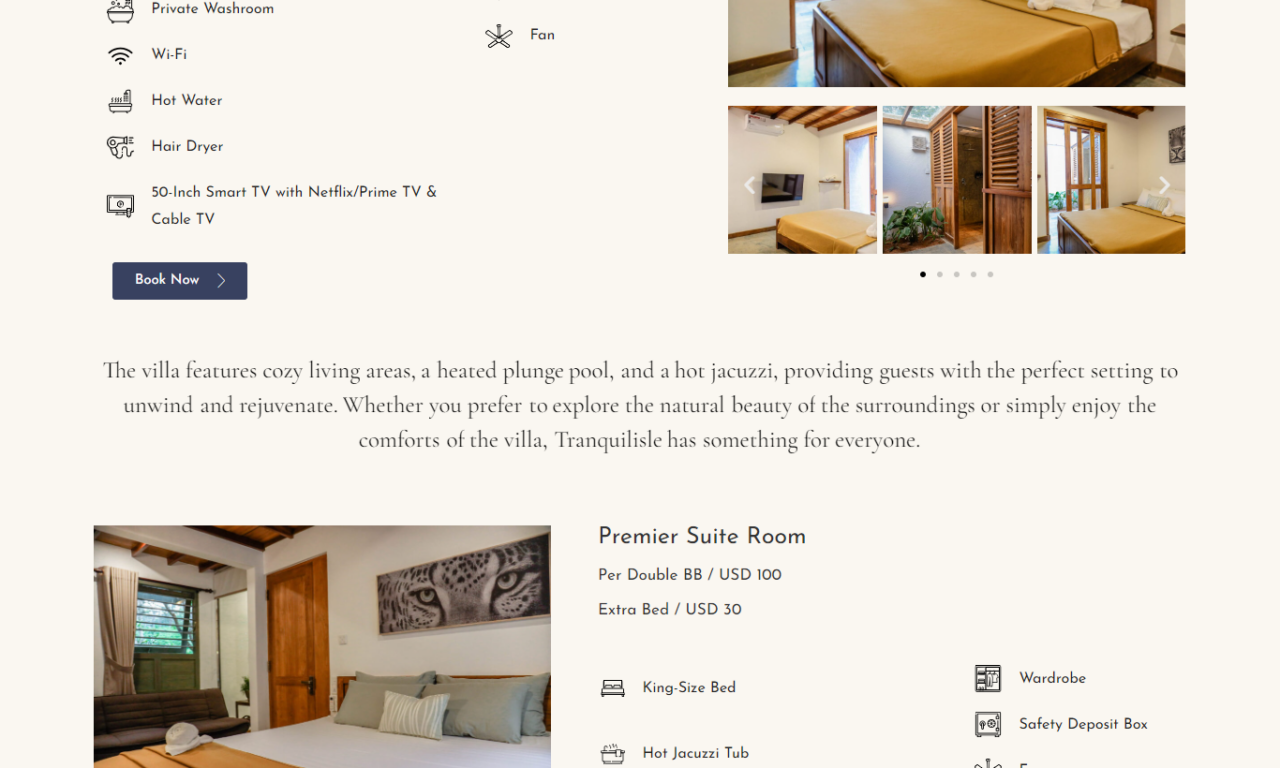 Private Washroom
Fan
Wi-Fi
Hot Water
Hair Dryer
50-Inch Smart TV with Netflix/Prime TV &
Cable TV
Book Now
The villa features cozy living areas, a heated plunge pool, and a hot jacuzzi, providing guests with the perfect setting to
unwind and rejuvenate. Whether you prefer to explore the natural beauty of the surroundings or simply enjoy the
comforts of the villa, Tranquilisle has something for everyone.
Premier Suite Room
Per Double BB / USD 100
Extra Bed / USD 30
King-Size Bed
Wardrobe
Safety Deposit Box
Hot Jacuzzi Tub